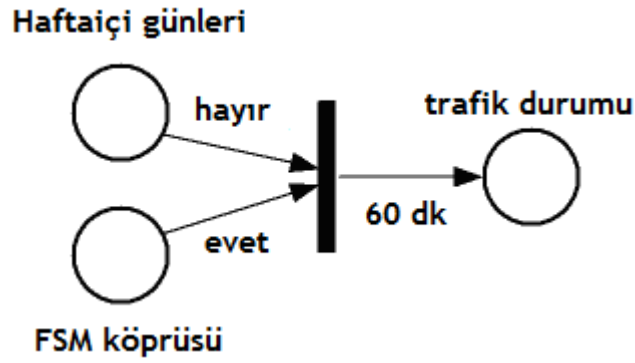 Haftaiçi günleri
hayır
trafik durumu
60 dk
evet
FSM köprüsü